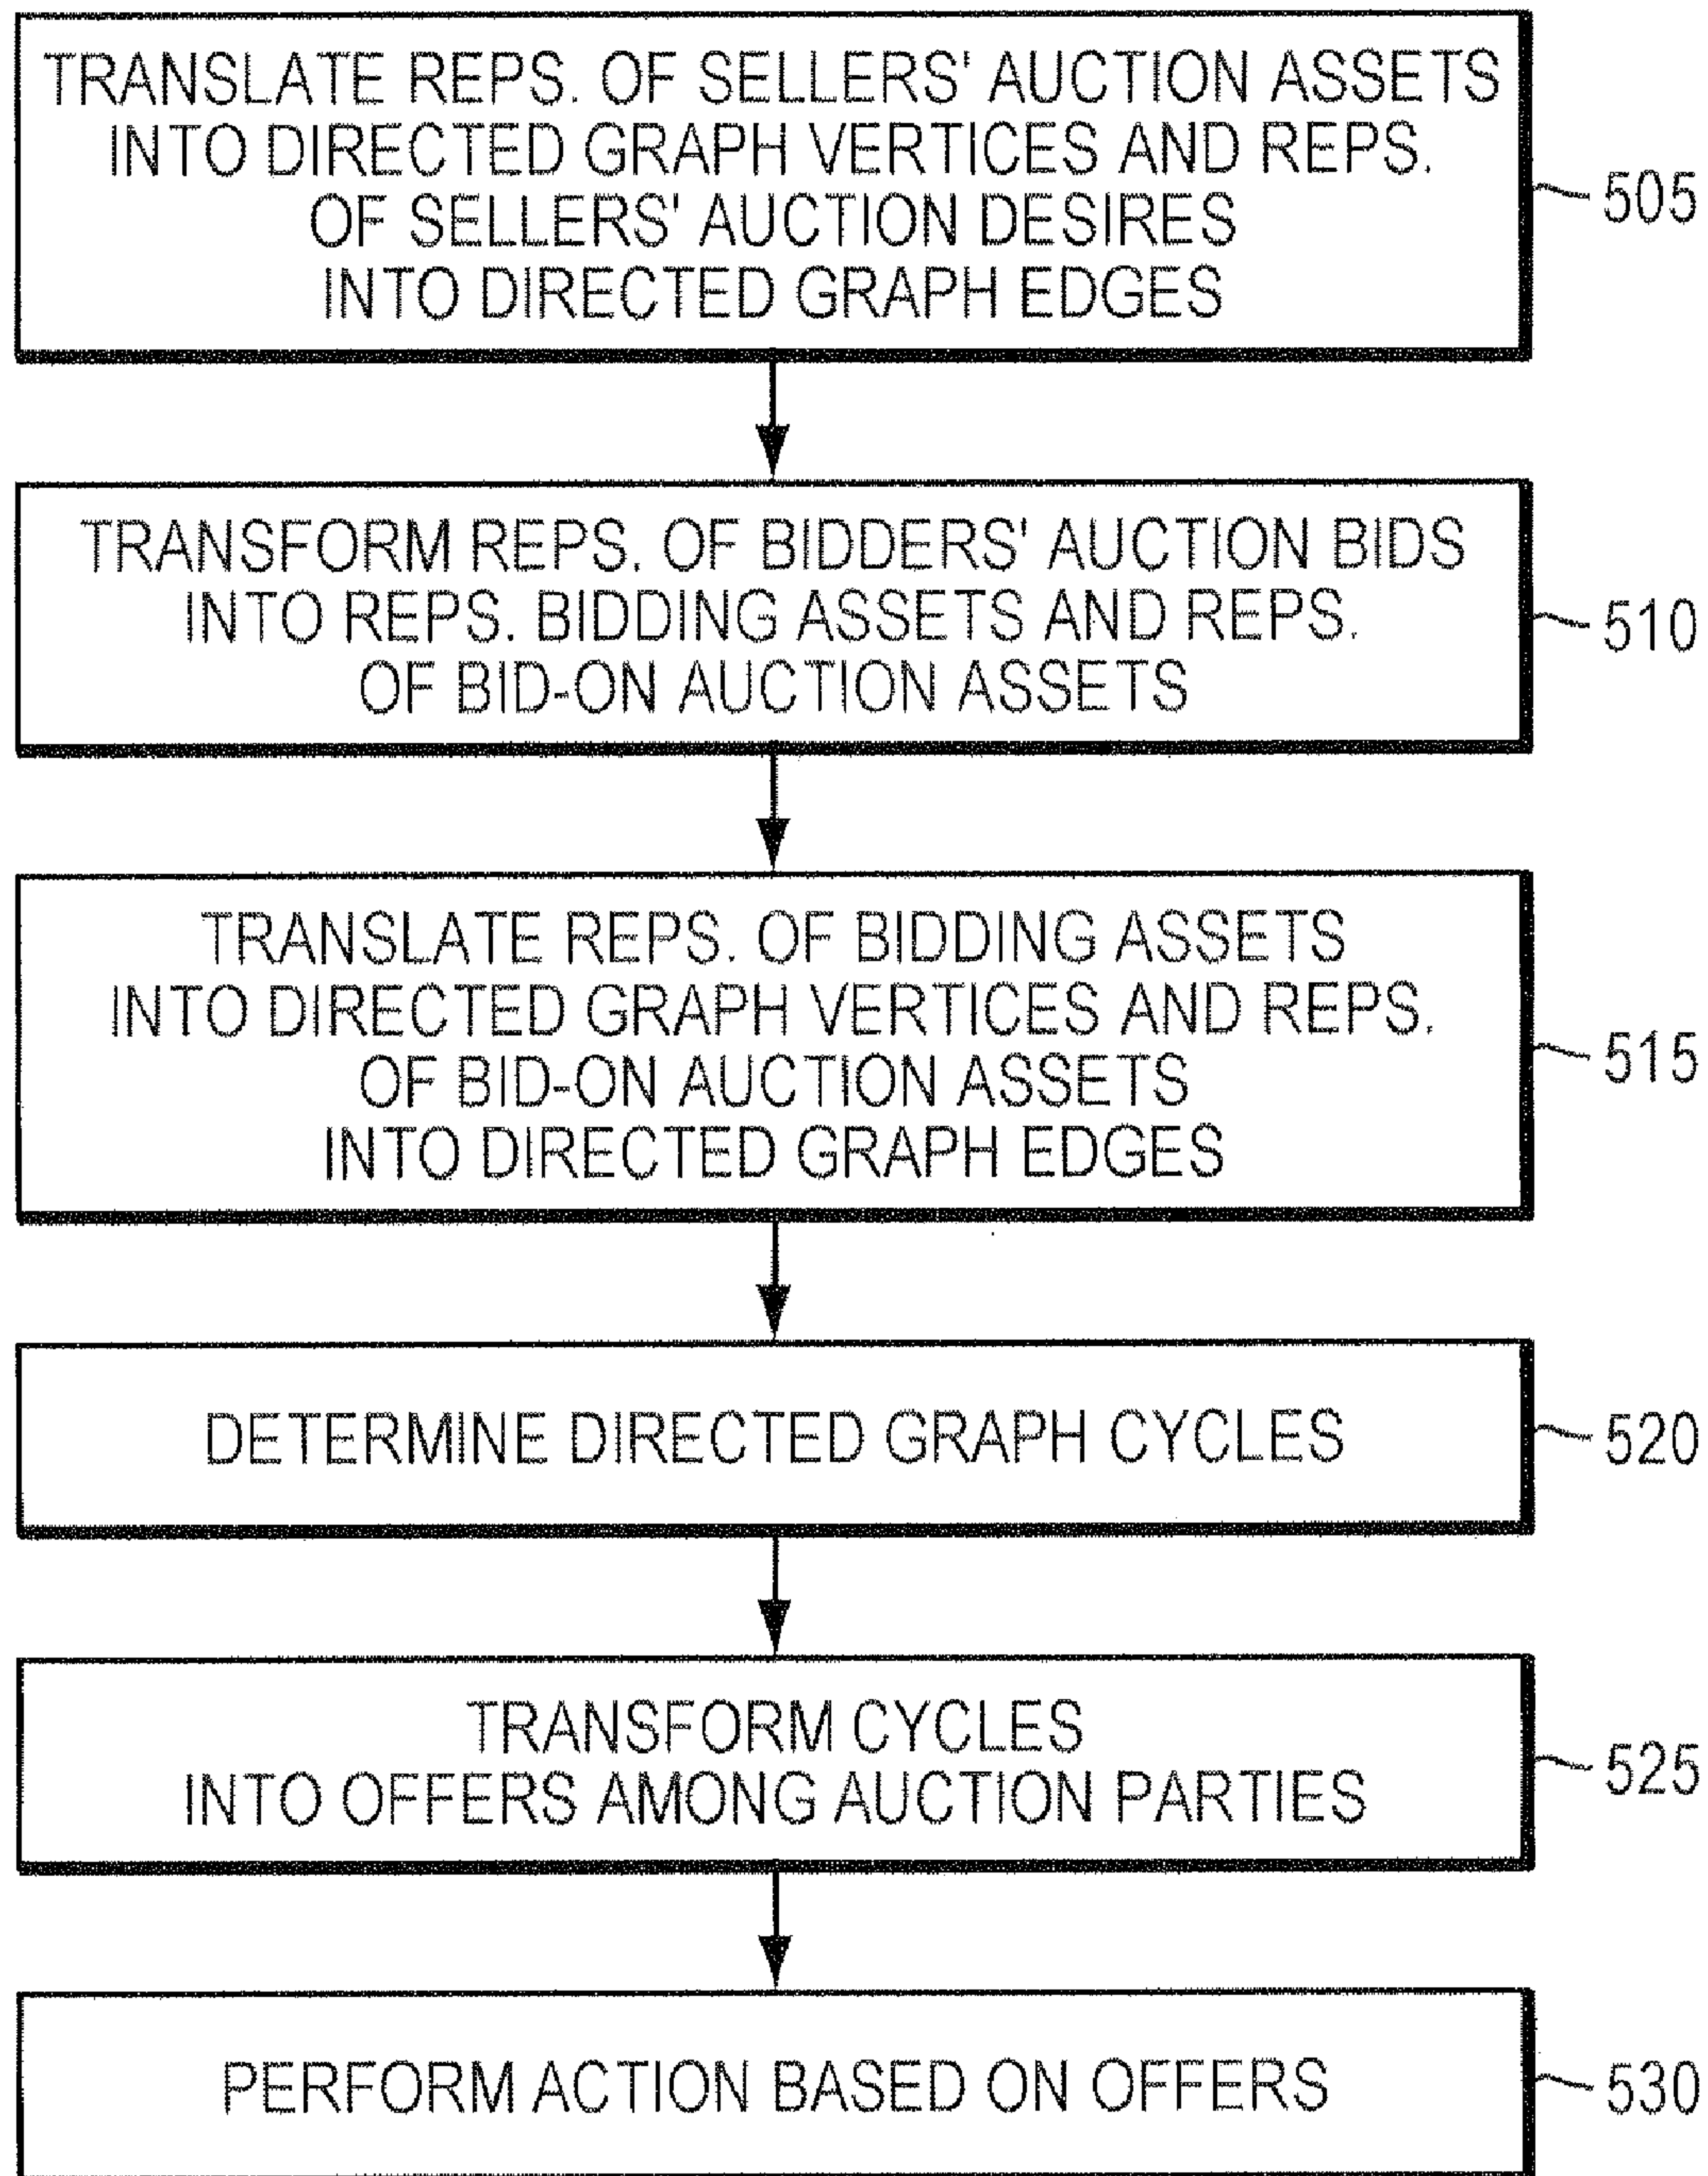 TRANSLATE REPS. OF SELLERS' AUCTION ASSETS
INTO DIRECTED GRAPH VERTICES AND REPS.
OF SELLERS' AUCTION DESIRES
INTO DIRECTED GRAPH EDGES
505
TRANSFORM REPS. OF BIDDERS' AUCTION BIDS
INTO REPS. BIDDING ASSETS AND REPS.
OF BID-ON AUCTION ASSETS
510
TRANSLATE REPS. OF BIDDING ASSETS
INTO DIRECTED GRAPH VERTICES AND REPS.
OF BID-ON AUCTION ASSETS
INTO DIRECTED GRAPH EDGES
515
DETERMINE DIRECTED GRAPH CYCLES
520
TRANSFORM CYCLES
INTO OFFERS AMONG AUCTION PARTIES
525
PERFORM ACTION BASED ON OFFERS
530